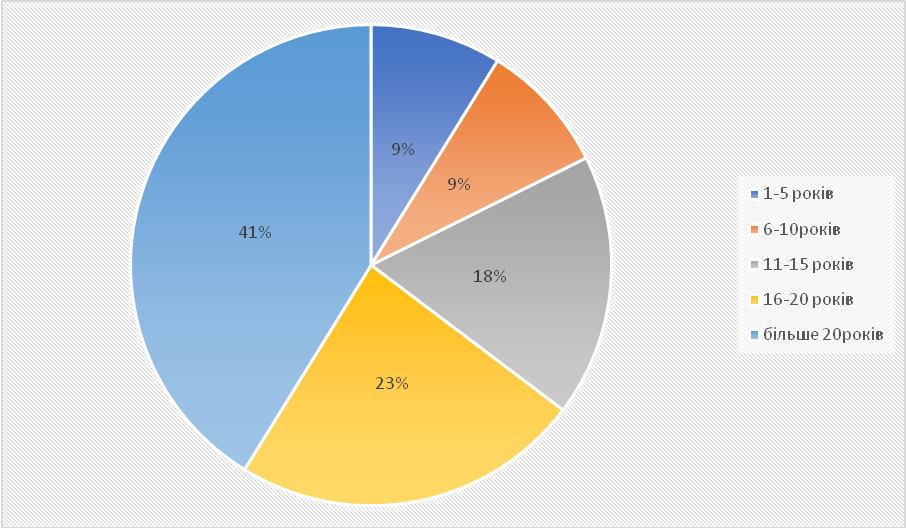 9%
9%
18%
23%
41%
1-5 років
6-10років
11-15 років
16-20 років
більше 20років